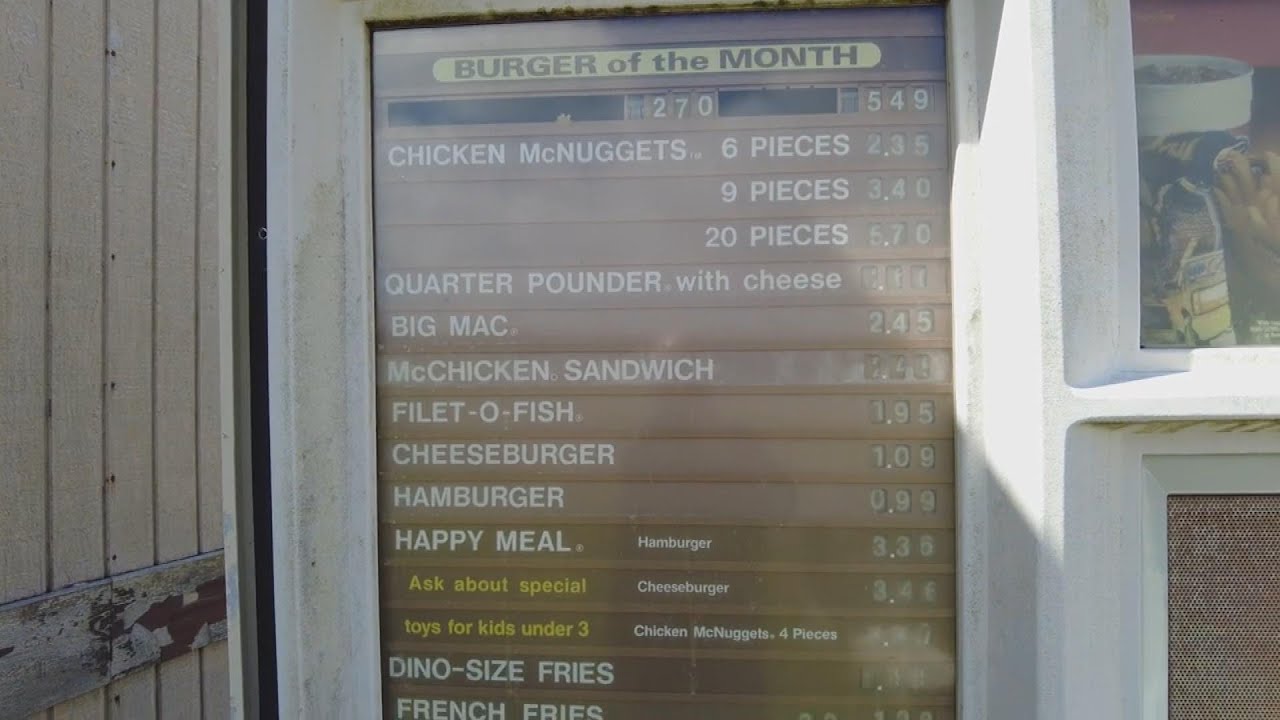 BURGER of the MONTH
270 549
CHICKEN McNUGGETS™ 6 PIECES 2.35
9 PIECES 3.40
20 PIECES 5.70
QUARTER POUNDER® with cheese
BIG MAC® 2.45
McCHICKEN® SANDWICH
FILET-O-FISH® 1.95
CHEESEBURGER 1.09
HAMBURGER 0.99
HAPPY MEAL® Hamburger 3.36
Ask about special Cheeseburger 3.46
toys for kids under 3 Chicken McNuggets® 4 Pieces
DINO-SIZE FRIES
FRENCH FRIES